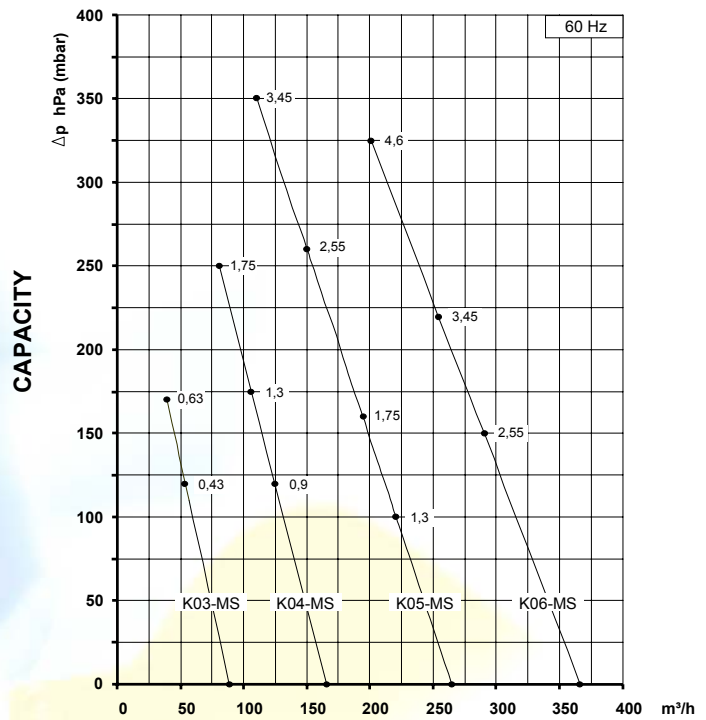 400
60 Hz
Δp hPa (mbar)
350
3,45
4,6
300
2,55
250
1,75
CAPACITY
3,45
200
1,3
0,63
1,75
150
2,55
0,43
0,9
100
1,3
50
K03-MS
K04-MS
K05-MS
K06-MS
0
0 50 100 150 200 250 300 350 400 m³/h